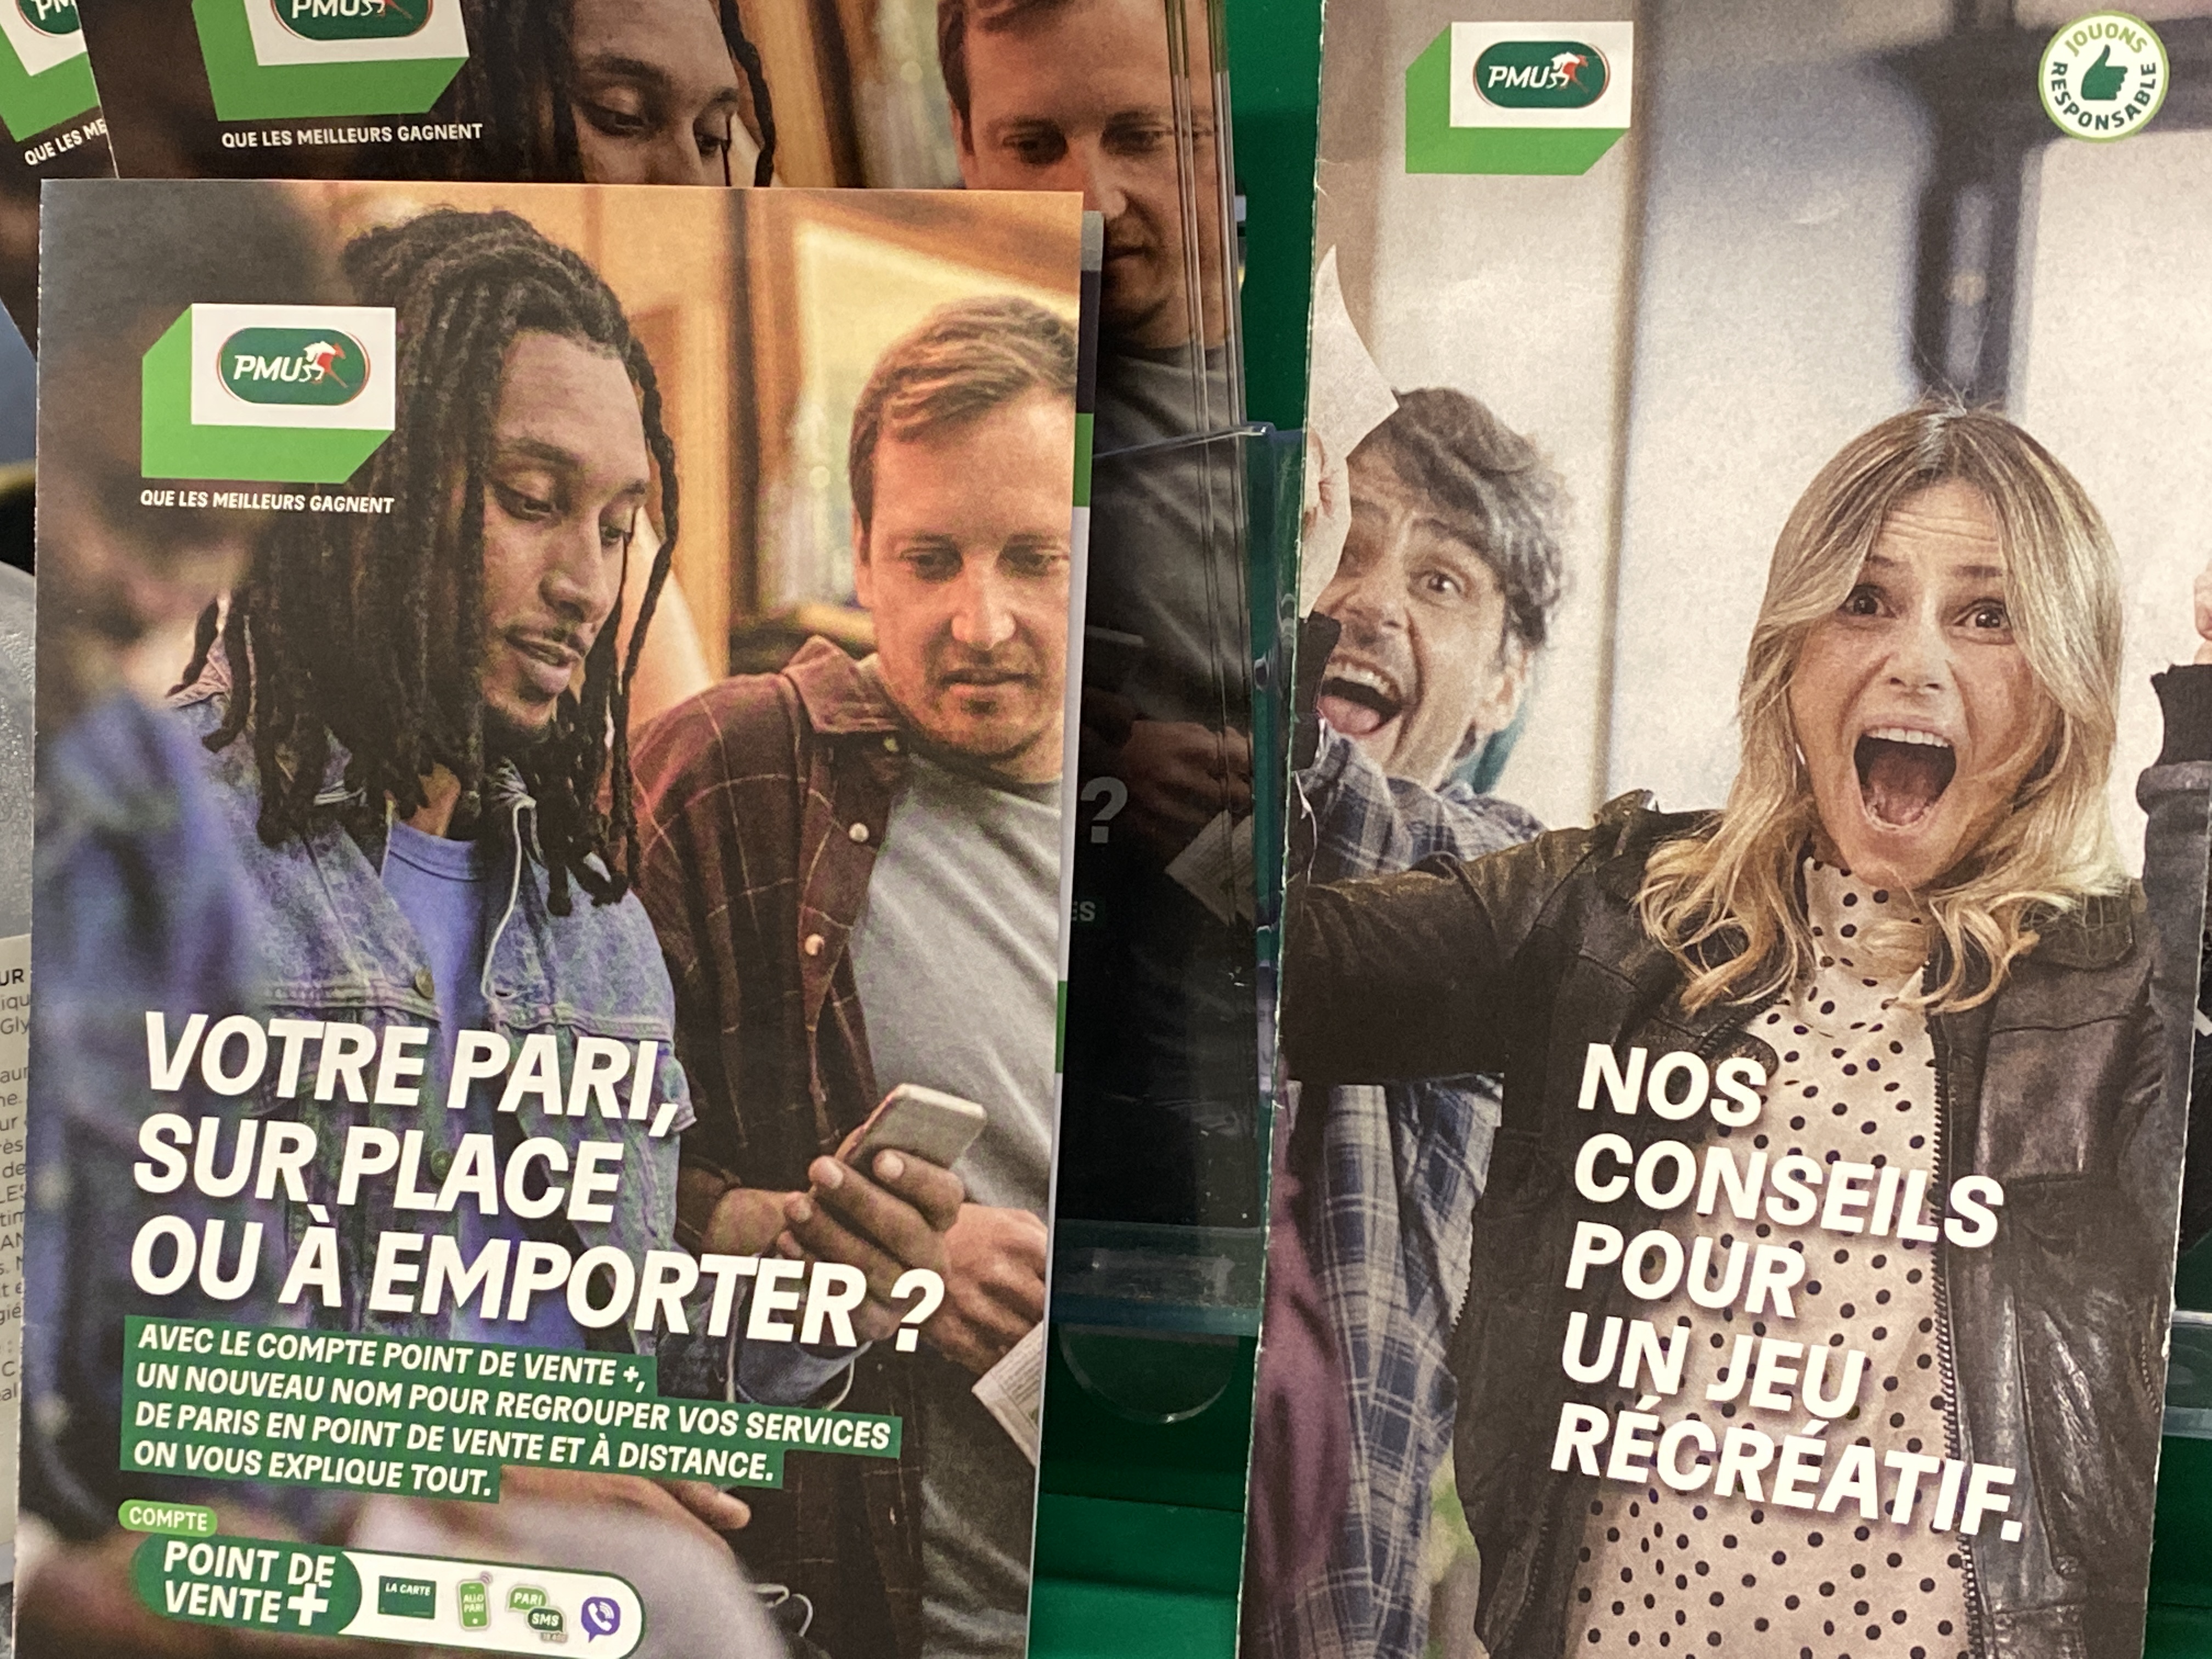 PMU
QUE LES ME
PMU
QUE LES MEILLEURS GAGNENT
PMU
QUE LES MEILLEURS GAGNENT
VOTRE PARI,
SUR PLACE
OU À EMPORTER ?
AVEC LE COMPTE POINT DE VENTE +,
UN NOUVEAU NOM POUR REGROUPER VOS SERVICES
DE PARIS EN POINT DE VENTE ET À DISTANCE.
ON VOUS EXPLIQUE TOUT.
COMPTE
POINT DE
VENTE +
LA CARTE
ALLO
PARI
PARI
SMS
?
ES
PMU
JOUONS
RESPONSABLE
NOS
CONSEILS
POUR
UN JEU
RÉCRÉATIF.